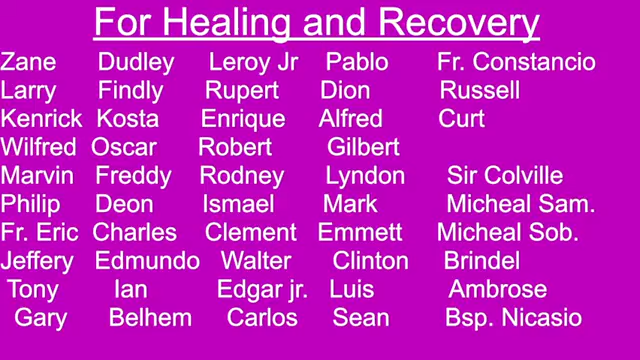 For Healing and Recovery
Zane Dudley Leroy Jr Pablo Fr. Constancio
Larry Findly Rupert Dion Russell
Kenrick Kosta Enrique Alfred Curt
Wilfred Oscar Robert Gilbert
Marvin Freddy Rodney Lyndon Sir Colville
Philip Deon Ismael Mark Micheal Sam.
Fr. Eric Charles Clement Emmett Micheal Sob.
Jeffery Edmundo Walter Clinton Brindel
Tony Ian Edgar jr. Luis Ambrose
Gary Belhem Carlos Sean Bsp. Nicasio